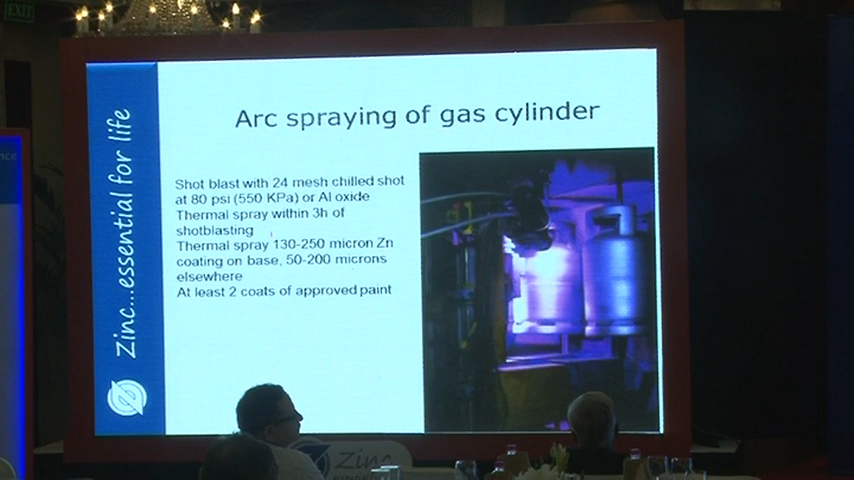 EXIT
nce
Zinc...essential for life
Arc spraying of gas cylinder
Shot blast with 24 mesh chilled shot
at 80 psi (550 KPa) or Al oxide
Thermal spray within 3h of
shotblasting
Thermal spray 130-250 micron Zn
coating on base, 50-200 microns
elsewhere
At least 2 coats of approved paint
Zinc